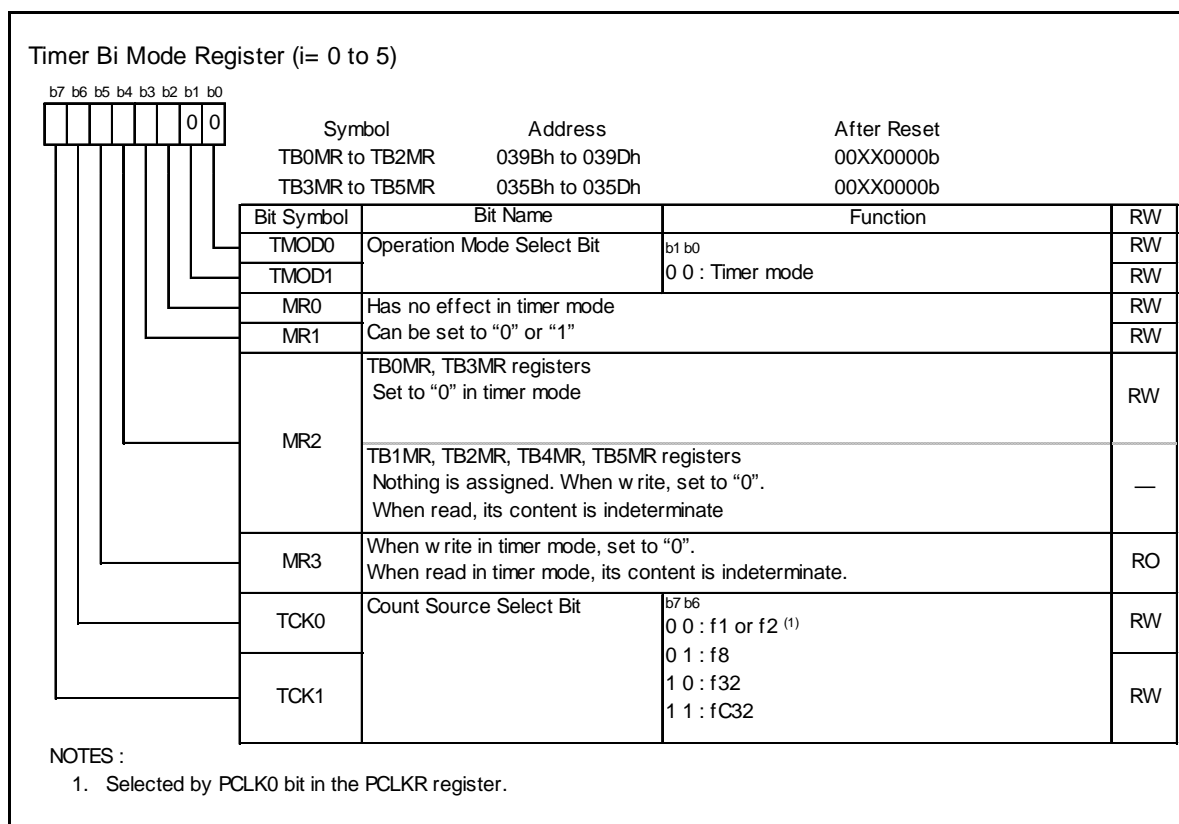 Timer Bi Mode Register (i= 0 to 5)
b7 b6 b5 b4 b3 b2 b1 b0
0 0
Symbol Address After Reset
TB0MR to TB2MR 039Bh to 039Dh 00XX0000b
TB3MR to TB5MR 035Bh to 035Dh 00XX0000b
Bit Symbol Bit Name Function RW
TMOD0 Operation Mode Select Bit b1 b0 RW
TMOD1 0 0 : Timer mode RW
MR0 Has no effect in timer mode RW
MR1 Can be set to “0” or “1” RW
MR2
TB0MR, TB3MR registers
Set to “0” in timer mode
RW
TB1MR, TB2MR, TB4MR, TB5MR registers
Nothing is assigned. When write, set to “0”.
When read, its content is indeterminate
—
MR3
When write in timer mode, set to “0”.
When read in timer mode, its content is indeterminate.
RO
TCK0 Count Source Select Bit b7 b6 RW
0 0 : f1 or f2 (1)
0 1 : f8
TCK1 1 0 : f32 RW
1 1 : fC32
NOTES :
1. Selected by PCLK0 bit in the PCLKR register.